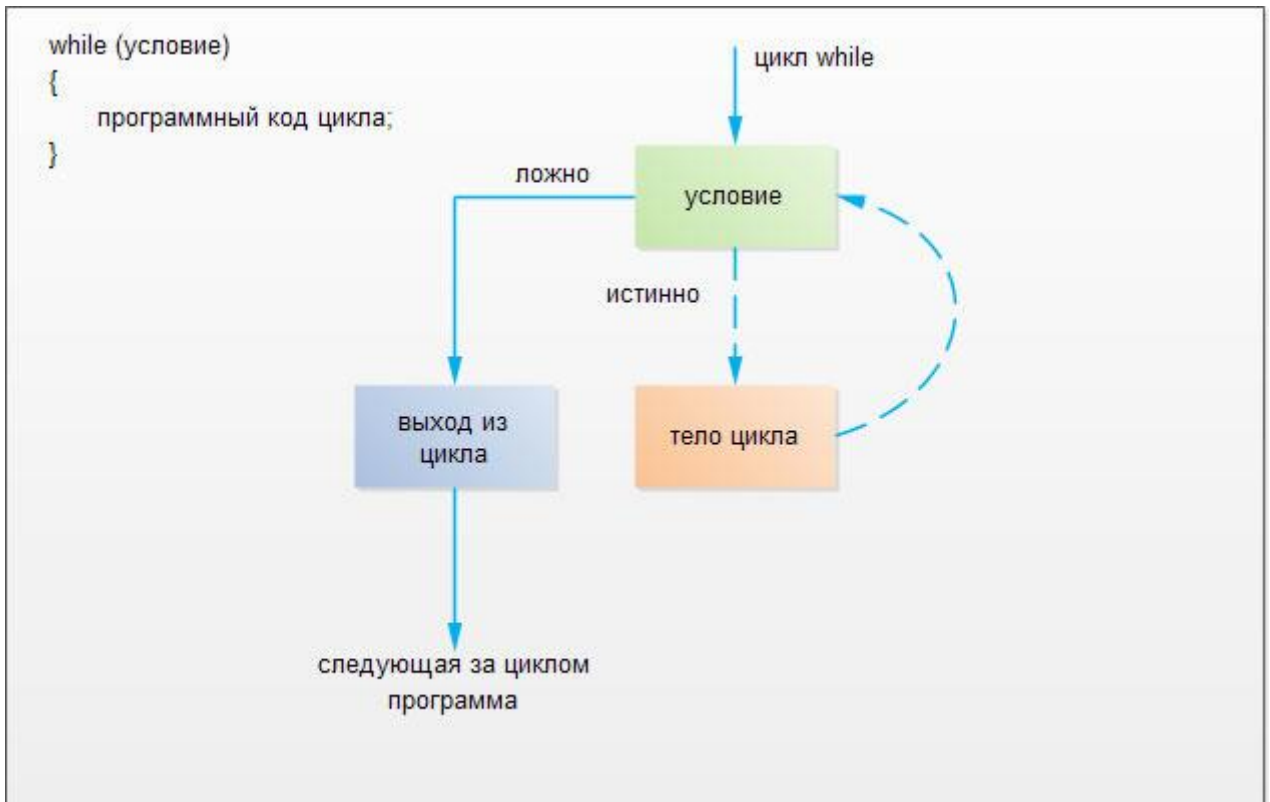 while (условие)
{
программный код цикла;
}
цикл while
ложно
условие
истинно
выход из
цикла
тело цикла
следующая за циклом
программа